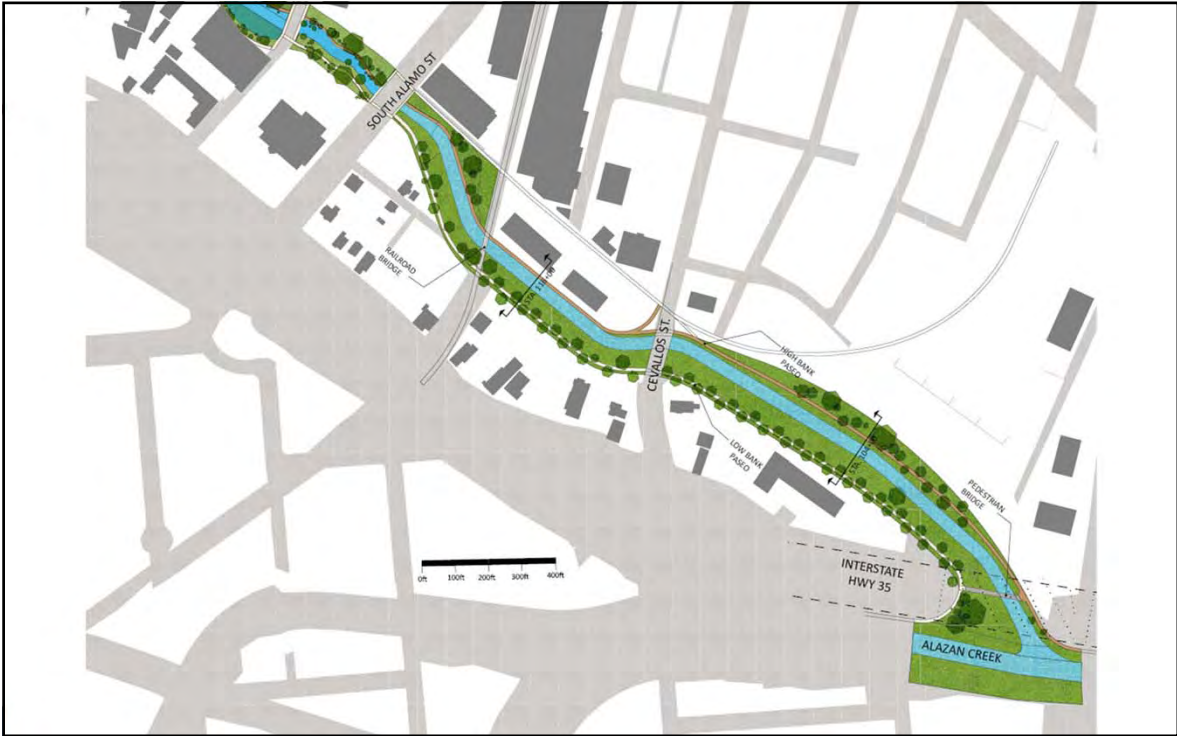 SOUTH ALAMO ST
RAILROAD
BRIDGE
CEVALLOS ST.
HIGH BANK
PASEO
LOW BANK
PASEO
PEDESTRIAN
BRIDGE
0ft 100ft 200ft 300ft 400ft
INTERSTATE
HWY 35
ALAZAN CREEK